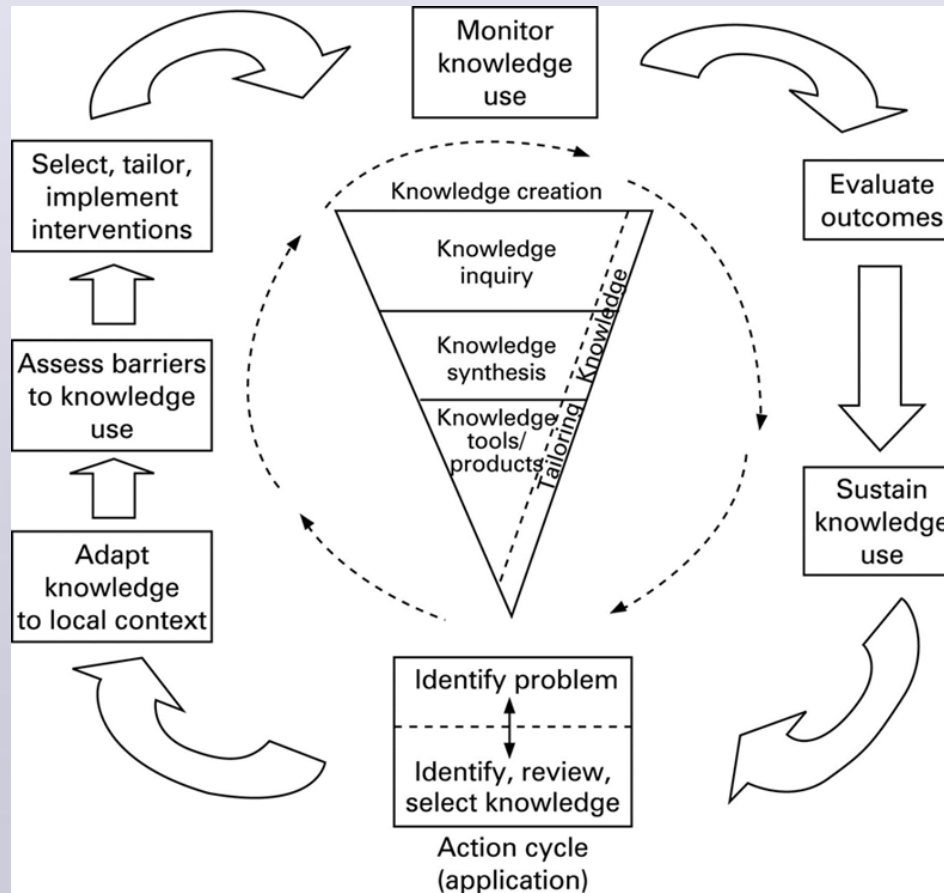 Monitor
knowledge
use
Select, tailor,
implement
interventions
Evaluate
outcomes
Knowledge creation
Knowledge
inquiry
Knowledge
synthesis
Knowledge
tools/
products
Tailoring Knowledge
Assess barriers
to knowledge
use
Sustain
knowledge
use
Adapt
knowledge
to local context
Identify problem
Identify, review,
select knowledge
Action cycle
(application)